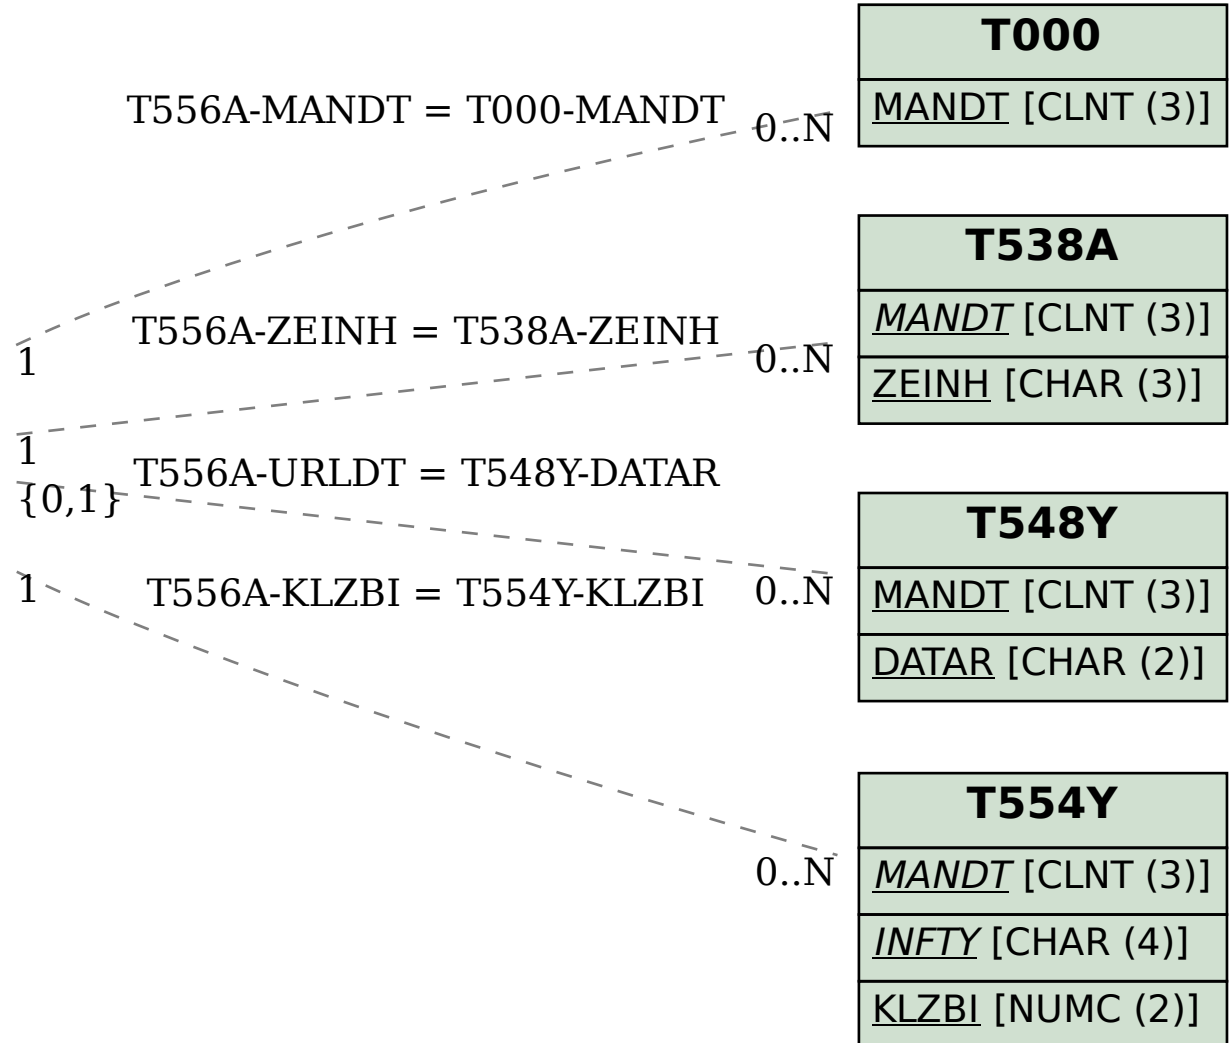 T000
MANDT [CLNT (3)]
T556A-MANDT = T000-MANDT
0..N
1
T538A
MANDT [CLNT (3)]
ZEINH [CHAR (3)]
T556A-ZEINH = T538A-ZEINH
0..N
1
T556A-URLDT = T548Y-DATAR
{0,1}
0..N
T548Y
MANDT [CLNT (3)]
DATAR [CHAR (2)]
T556A-KLZBI = T554Y-KLZBI
1
0..N
T554Y
MANDT [CLNT (3)]
INFTY [CHAR (4)]
KLZBI [NUMC (2)]